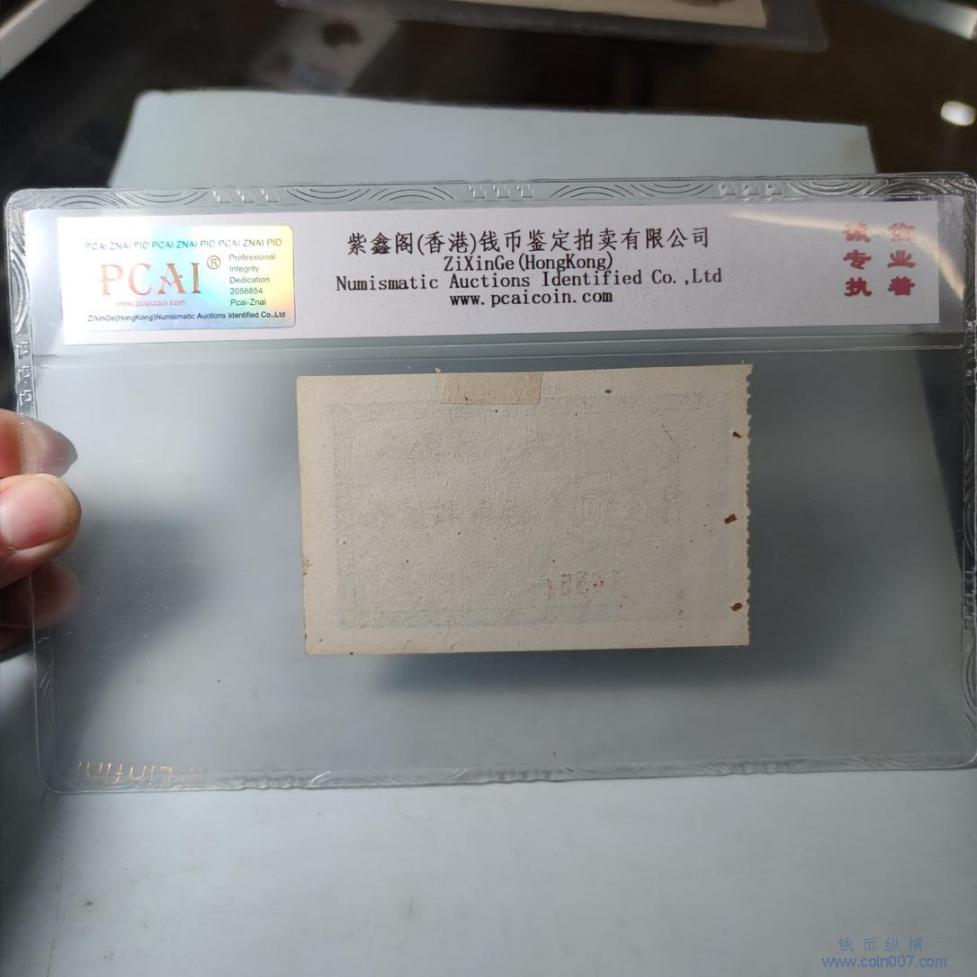 PCAI ZNAI PID PCAI ZNAI PID PCAI ZNAI PID
PCAI®
Professional
Integrity
Dedication
2056854
Pcai-Znai
www.pcaicoin.com
ZiXinGe(HongKong)Numismatic Auctions Identified Co.,Ltd
紫鑫阁(香港)钱币鉴定拍卖有限公司
ZiXinGe(HongKong)
Numismatic Auctions Identified Co.,Ltd
www.pcaicoin.com
诚信
专业
执着
钱币纵横
www.coin007.com